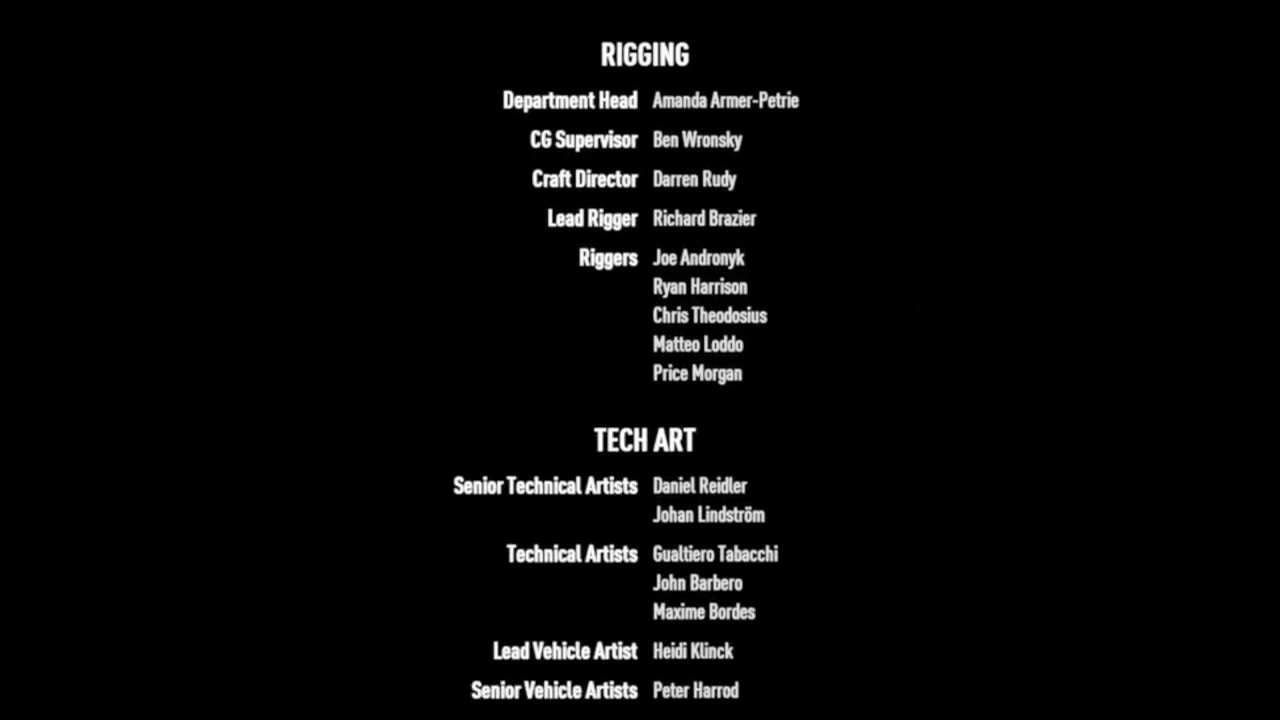 RIGGING
Department Head Amanda Armer-Petrie
CG Supervisor Ben Wronsky
Craft Director Darren Rudy
Lead Rigger Richard Brazier
Riggers Joe Andronyk
Ryan Harrison
Chris Theodosius
Matteo Loddo
Price Morgan
TECH ART
Senior Technical Artists Daniel Reidler
Johan Lindström
Technical Artists Gualtiero Tabacchi
John Barbero
Maxime Bordes
Lead Vehicle Artist Heidi Klinck
Senior Vehicle Artists Peter Harrod